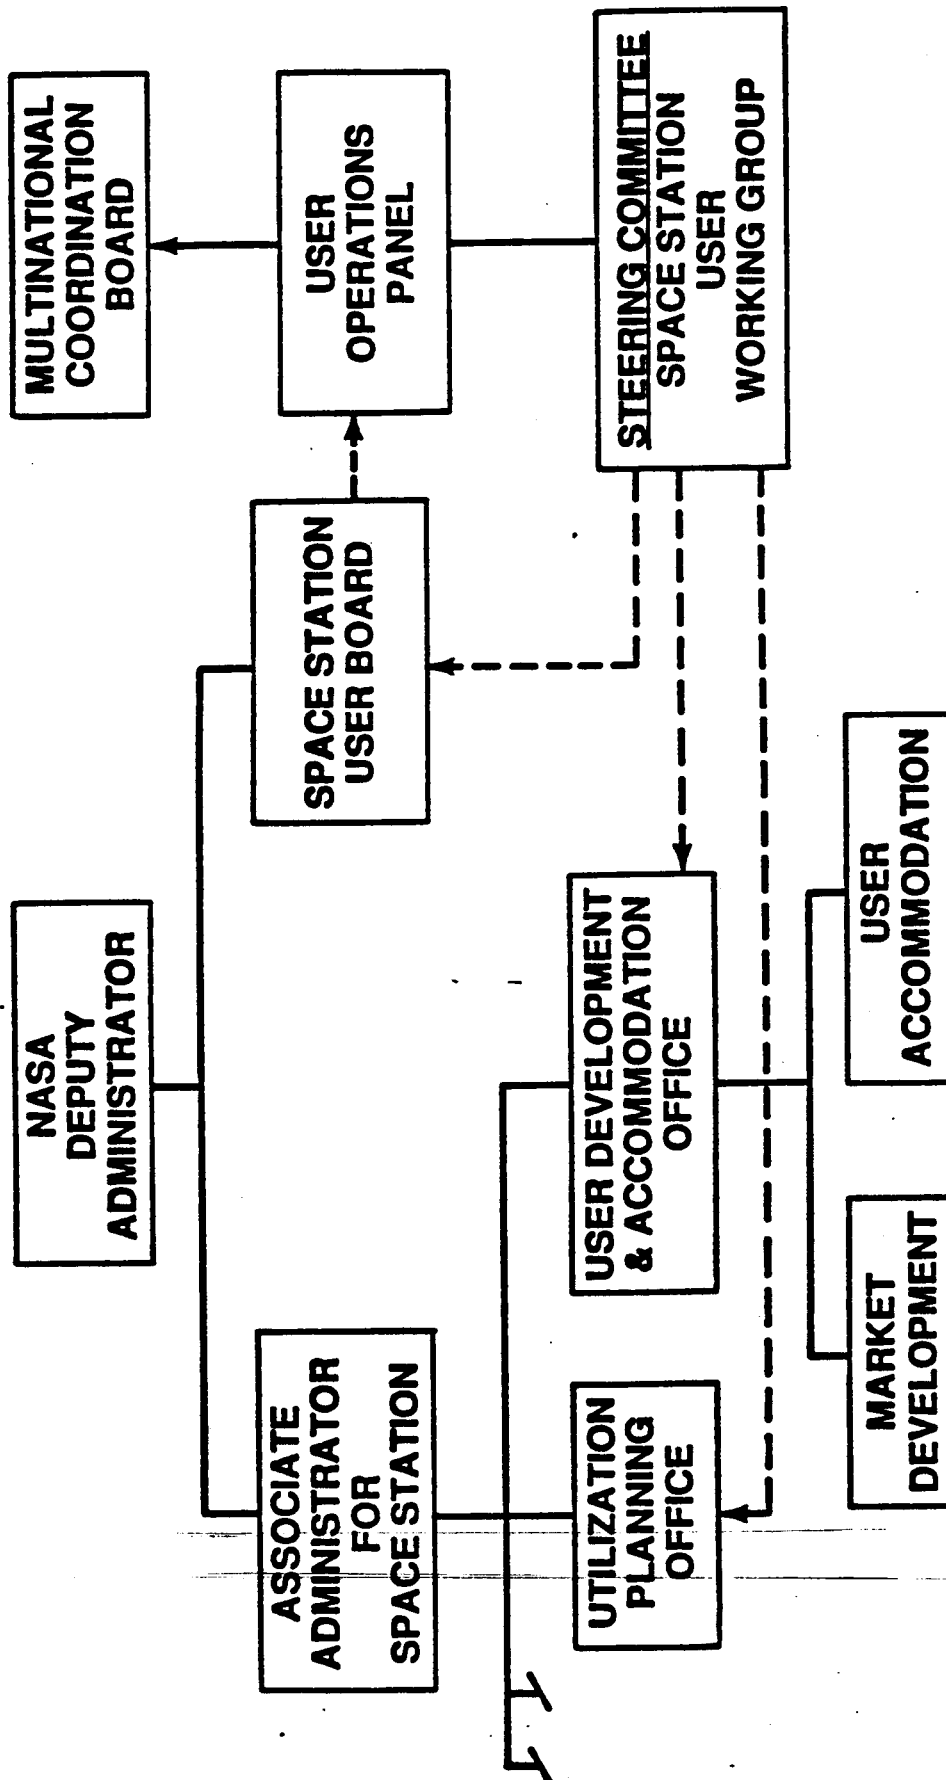 NASA
DEPUTY
ADMINISTRATOR
MULTINATIONAL
COORDINATION
BOARD
ASSOCIATE
ADMINISTRATOR
FOR
SPACE STATION
SPACE STATION
USER BOARD
USER
OPERATIONS
PANEL
UTILIZATION
PLANNING
OFFICE
USER DEVELOPMENT
& ACCOMMODATION
OFFICE
STEERING COMMITTEE
SPACE STATION
USER
WORKING GROUP
MARKET
DEVELOPMENT
USER
ACCOMMODATION